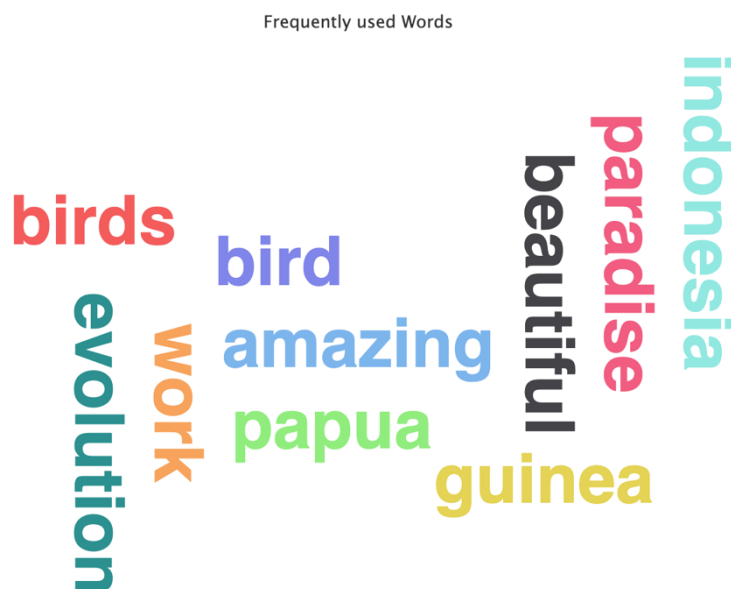 Frequently used Words
indonesia
paradise
beautiful
birds
bird
evolution
work
amazing
papua
guinea